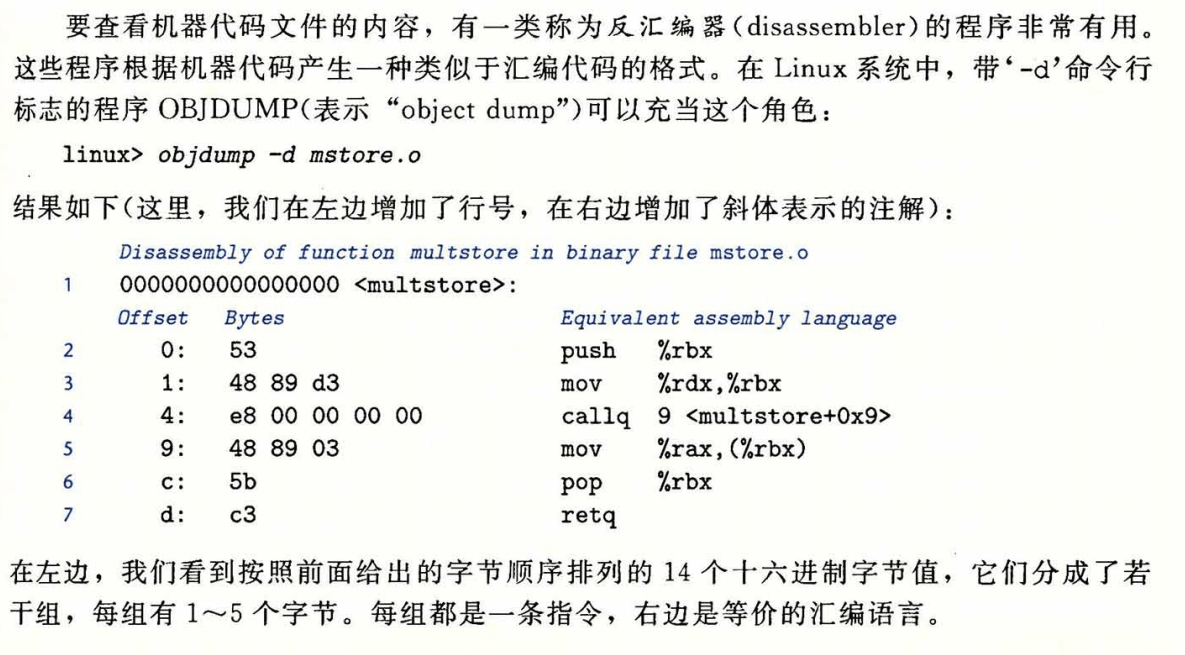 要查看机器代码文件的内容，有一类称为反汇编器(disassembler)的程序非常有用。
这些程序根据机器代码产生一种类似于汇编代码的格式。在 Linux 系统中，带‘-d’命令行
标志的程序 OBJDUMP(表示 “object dump”)可以充当这个角色：
linux> objdump -d mstore.o
结果如下(这里，我们在左边增加了行号，在右边增加了斜体表示的注解)：
Disassembly of function multstore in binary file mstore.o
1 0000000000000000 <multstore>:
Offset Bytes Equivalent assembly language
2 0: 53 push %rbx
3 1: 48 89 d3 mov %rdx,%rbx
4 4: e8 00 00 00 00 callq 9 <multstore+0x9>
5 9: 48 89 03 mov %rax,(%rbx)
6 c: 5b pop %rbx
7 d: c3 retq
在左边，我们看到按照前面给出的字节顺序排列的 14 个十六进制字节值，它们分成了若
干组，每组有 1～5 个字节。每组都是一条指令，右边是等价的汇编语言。